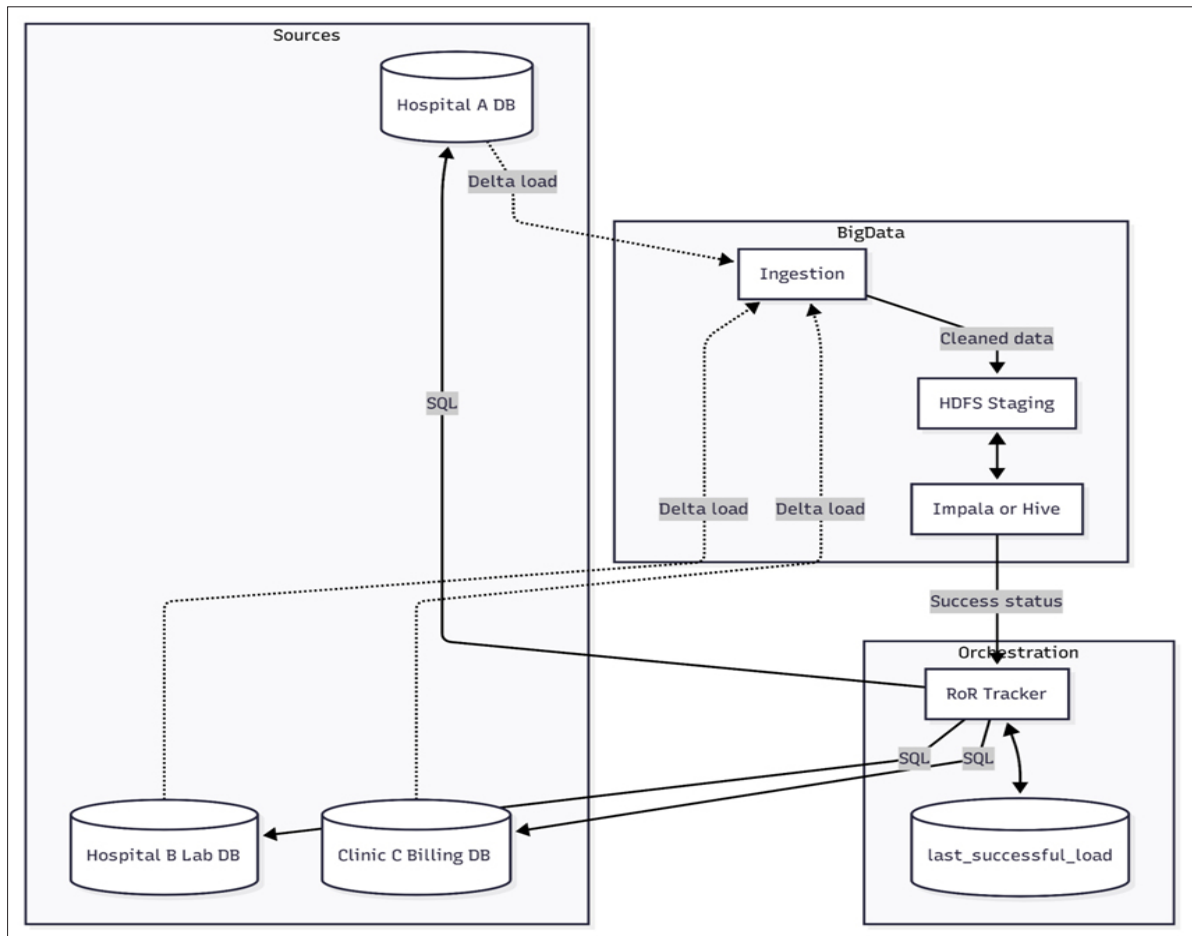 Sources
Hospital A DB
Delta load
BigData
Ingestion
Cleaned data
HDFS Staging
SQL
Delta load
Delta load
Impala or Hive
Success status
Orchestration
RoR Tracker
SQL
SQL
Hospital B Lab DB
Clinic C Billing DB
last_successful_load